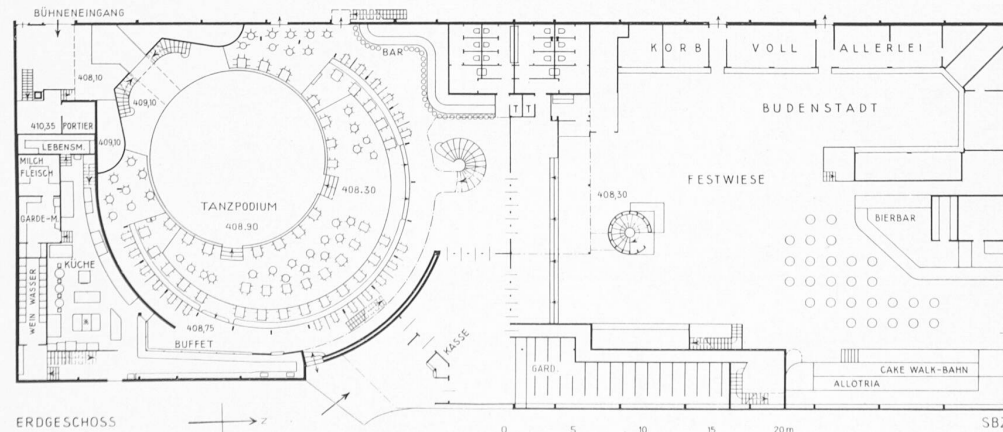 BÜHNENEINGANG
BAR
KORB VOLL ALLERLEI
408,10
409,10
BUDENSTADT
410,35 PORTIER
409,10
T T
LEBENSM.
MILCH
FLEISCH
408.30
FESTWIESE
408,30
TANZPODIUM
GARDE-M.
BIERBAR
408.90
KÜCHE
WEIN WASSER
408,75
BUFFET
KASSE
GARD.
CAKE WALK-BAHN
ALLOTRIA
ERDGESCHOSS
Z
0 5 10 15 20m